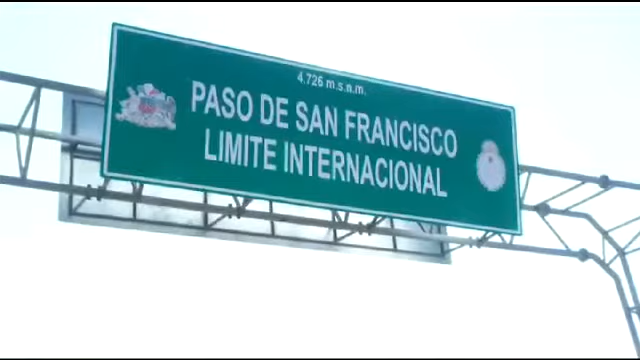 4.726 m.s.n.m.
PASO DE SAN FRANCISCO
LIMITE INTERNACIONAL